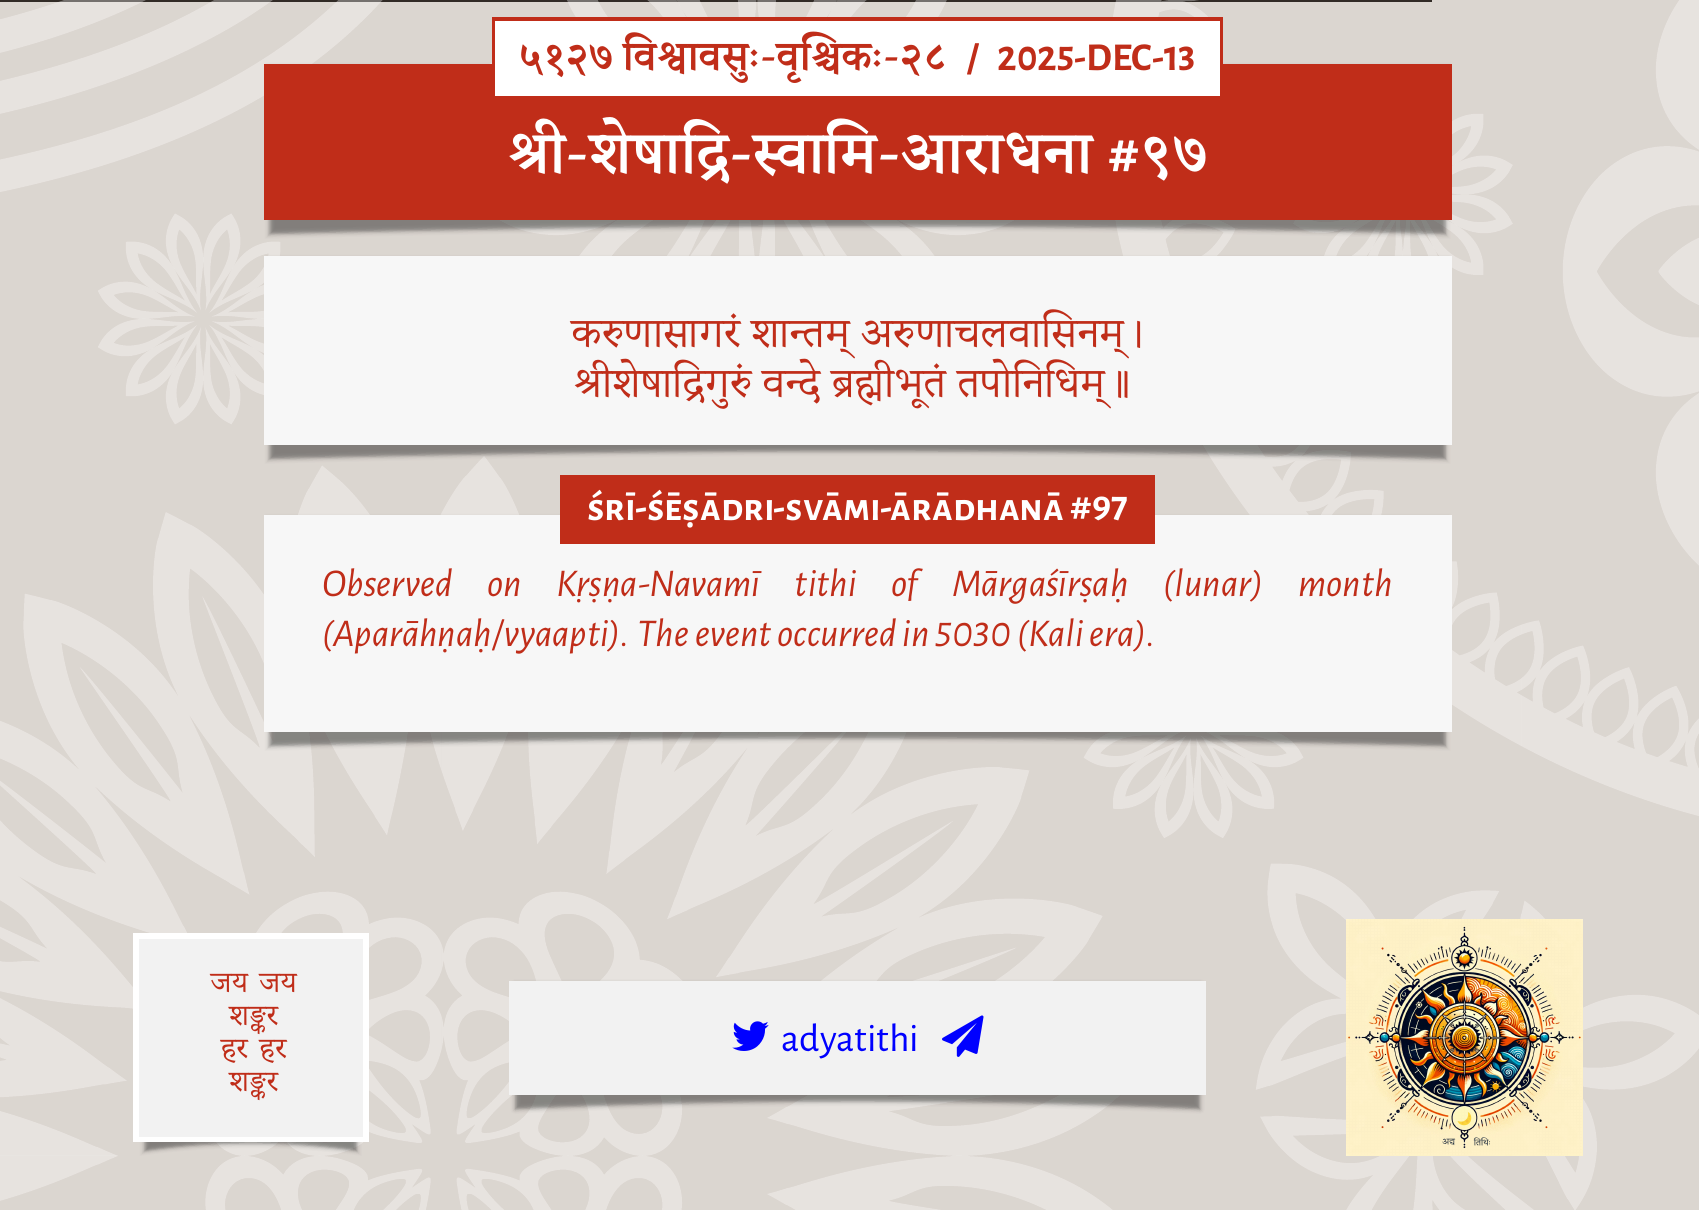 ५१२७ विश्वावसुः-वृश्चिकः-२८ / 2025-DEC-13
श्री-शेषाद्रि-स्वामि-आराधना #९७
करुणासागरं शान्तम् अरुणाचलवासिनम्।
श्रीशेषाद्रिगुरुं वन्दे ब्रह्मीभूतं तपोनिधिम्॥
ŚRĪ-ŚĒṢĀDRI-SVĀMI-ĀRĀDHANĀ #97
Observed on Kṛṣṇa-Navamī tithi of Mārgaśīrṣaḥ (lunar) month
(Aparāhṇaḥ/vyaapti). The event occurred in 5030 (Kali era).
जय जय
शङ्कर
हर हर
शङ्कर
adyatithi
अद्य तिथिः